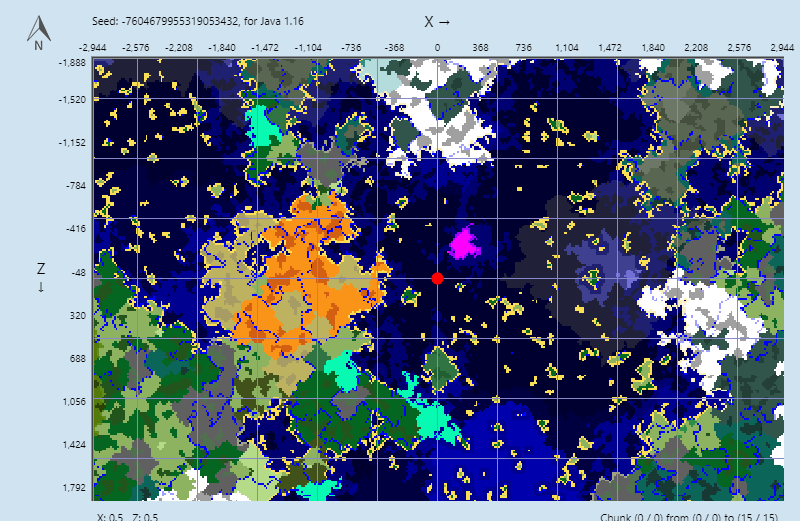 Seed: -7604679955319053432, for Java 1.16
X →
N
-2,944 -2,576 -2,208 -1,840 -1,472 -1,104 -736 -368 0 368 736 1,104 1,472 1,840 2,208 2,576 2,944
-1,888
-1,520
-1,152
-784
-416
-48
Z
↓
320
688
1,056
1,424
1,792
X: 0.5 Z: 0.5
Chunk (0 / 0) from (0 / 0) to (15 / 15)